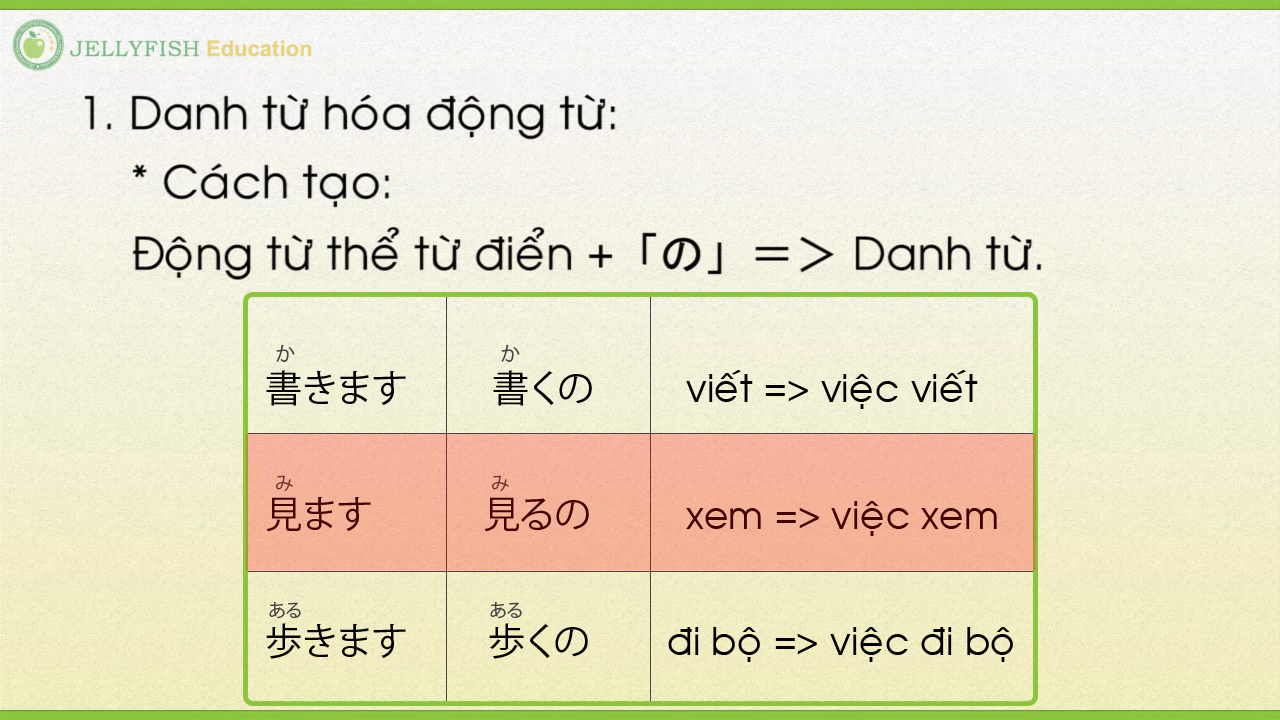 JELLYFISH Education
1. Danh từ hóa động từ:
* Cách tạo:
Động từ thể từ điển +「の」=> Danh từ.
か か
書きます 書くの viết => việc viết
み み
見ます 見るの xem => việc xem
ある ある
歩きます 歩くの đi bộ => việc đi bộ